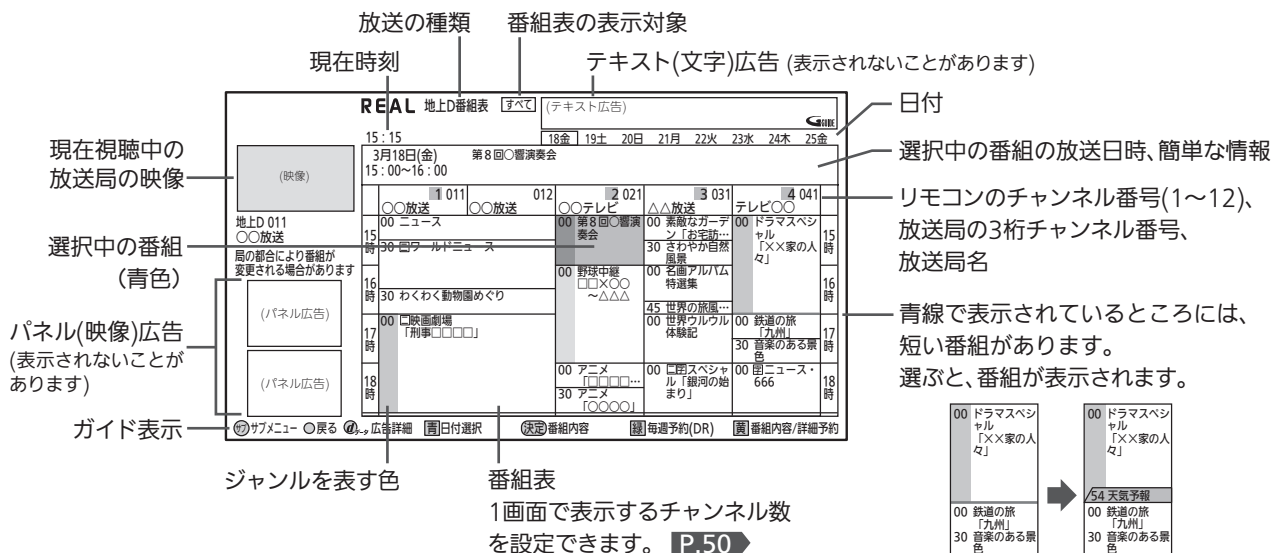 放送の種類
番組表の表示対象
現在時刻
テキスト(文字)広告 (表示されないことがあります)
日付
選択中の番組の放送日時、簡単な情報
リモコンのチャンネル番号(1〜12)、
放送局の3桁チャンネル番号、
放送局名
青線で表示されているところには、
短い番組があります。
選ぶと、番組が表示されます。
現在視聴中の
放送局の映像
選択中の番組
(青色)
パネル(映像)広告
(表示されないことが
あります)
ガイド表示
ジャンルを表す色
番組表
1画面で表示するチャンネル数
を設定できます。 P.50
REAL 地上D番組表 すべて (テキスト広告)
G GUIDE
15:15 18金 19土 20日 21月 22火 23水 24木 25金
3月18日(金) 第8回○響演奏会
15:00〜16:00
(映像)
地上D 011
○○放送
局の都合により番組が
変更される場合があります
(パネル広告)
(パネル広告)
1 011 012 2 021 3 031 4 041
○○放送 ○○放送 ○○テレビ △△放送 テレビ○○
15時
16時
17時
18時
00 ニュース
30 ワールドニュース
30 わくわく動物園めぐり
00 映画劇場
「刑事□□□□」
00 第8回○響演
奏会
00 野球中継
□□×○○
〜△△△
00 アニメ
「□□□□…
30 アニメ
「○○○○」
00 素敵なガーデ
ン「お宅訪…
30 さわやか自然
風景
00 名画アルバム
特選集
45 世界の旅風…
00 世界ウルウル
体験記
00 スペシャ
ル「銀河の始
まり」
00 ドラマスペシ
ャル
「××家の人
々」
00 鉄道の旅
「九州」
30 音楽のある景
色
00 ニュース・
666
15時
16時
17時
18時
サブ サブメニュー 戻る dデータ 広告詳細 青 日付選択 決定 番組内容 緑 毎週予約(DR) 黄 番組内容/詳細予約
00 ドラマスペシ
ャル
「××家の人
々」
00 鉄道の旅
「九州」
30 音楽のある景
色
00 ドラマスペシ
ャル
「××家の人
々」
54 天気予報
00 鉄道の旅
「九州」
30 音楽のある景
色